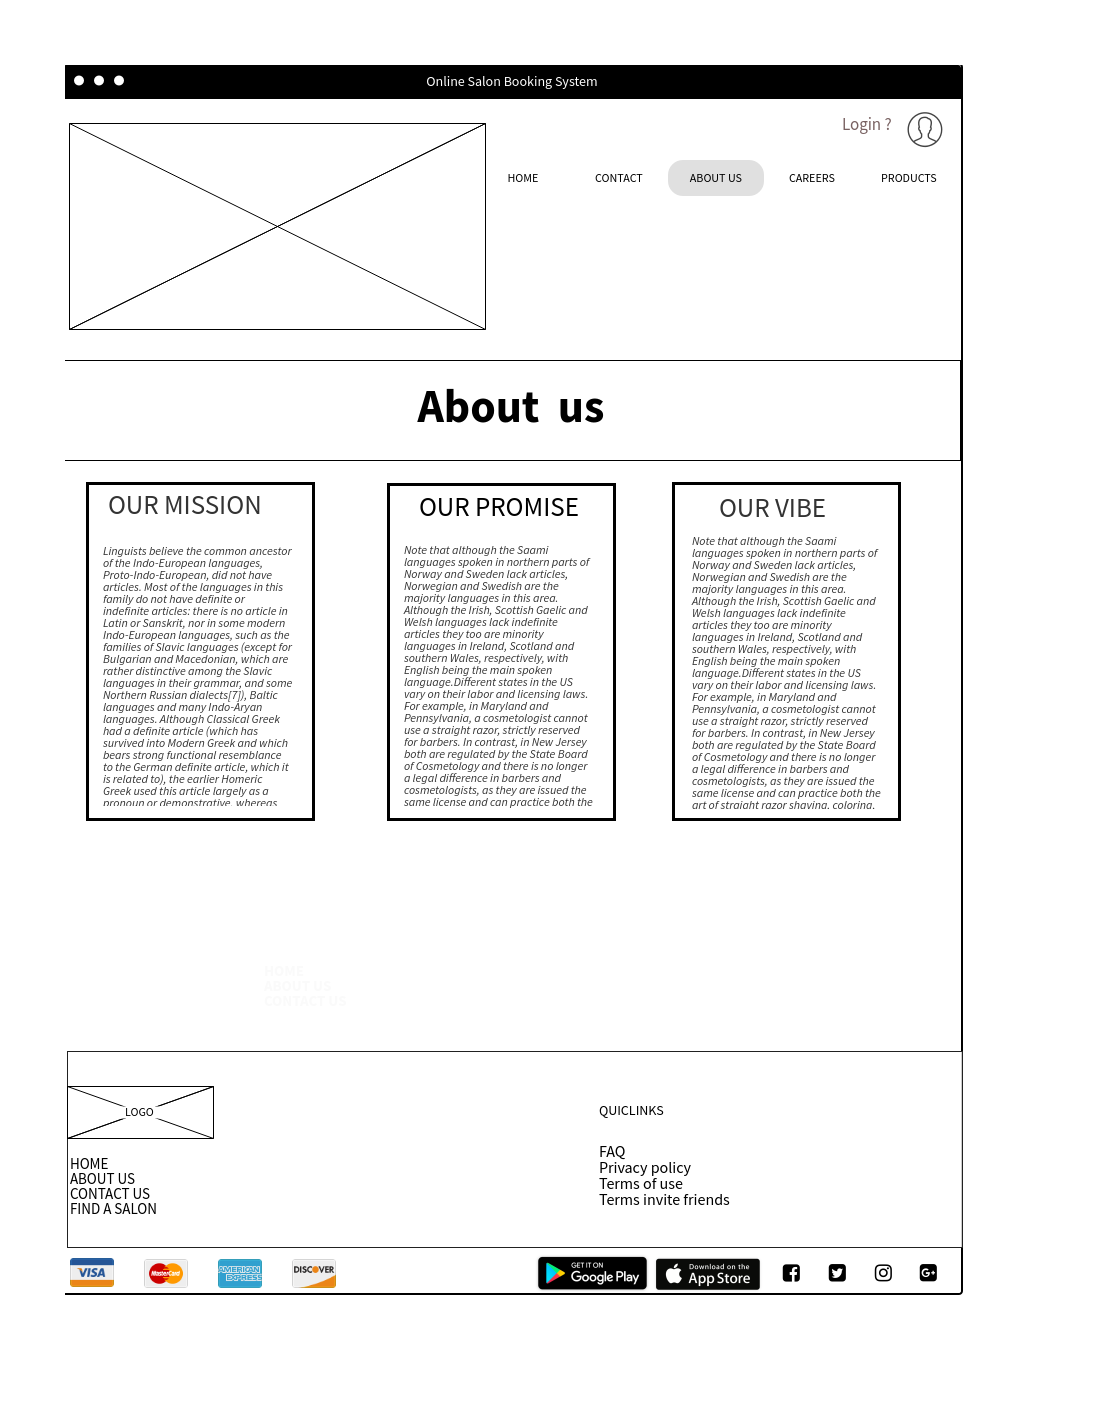 Online Salon Booking System
Login ?
HOME
CONTACT
ABOUT US
CAREERS
PRODUCTS
About us
OUR MISSION
Linguists believe the common ancestor
of the Indo-European languages,
Proto-Indo-European, did not have
articles. Most of the languages in this
family do not have definite or
indefinite articles: there is no article in
Latin or Sanskrit, nor in some modern
Indo-European languages, such as the
families of Slavic languages (except for
Bulgarian and Macedonian, which are
rather distinctive among the Slavic
languages in their grammar, and some
Northern Russian dialects[7]), Baltic
languages and many Indo-Aryan
languages. Although Classical Greek
had a definite article (which has
survived into Modern Greek and which
bears strong functional resemblance
to the German definite article, which it
is related to), the earlier Homeric
Greek used this article largely as a
pronoun or demonstrative, whereas
OUR PROMISE
Note that although the Saami
languages spoken in northern parts of
Norway and Sweden lack articles,
Norwegian and Swedish are the
majority languages in this area.
Although the Irish, Scottish Gaelic and
Welsh languages lack indefinite
articles they too are minority
languages in Ireland, Scotland and
southern Wales, respectively, with
English being the main spoken
language.Different states in the US
vary on their labor and licensing laws.
For example, in Maryland and
Pennsylvania, a cosmetologist cannot
use a straight razor, strictly reserved
for barbers. In contrast, in New Jersey
both are regulated by the State Board
of Cosmetology and there is no longer
a legal difference in barbers and
cosmetologists, as they are issued the
same license and can practice both the
OUR VIBE
Note that although the Saami
languages spoken in northern parts of
Norway and Sweden lack articles,
Norwegian and Swedish are the
majority languages in this area.
Although the Irish, Scottish Gaelic and
Welsh languages lack indefinite
articles they too are minority
languages in Ireland, Scotland and
southern Wales, respectively, with
English being the main spoken
language.Different states in the US
vary on their labor and licensing laws.
For example, in Maryland and
Pennsylvania, a cosmetologist cannot
use a straight razor, strictly reserved
for barbers. In contrast, in New Jersey
both are regulated by the State Board
of Cosmetology and there is no longer
a legal difference in barbers and
cosmetologists, as they are issued the
same license and can practice both the
art of straight razor shaving, coloring,
HOME
ABOUT US
CONTACT US
LOGO
HOME
ABOUT US
CONTACT US
FIND A SALON
QUICLINKS
FAQ
Privacy policy
Terms of use
Terms invite friends
VISA
MasterCard
AMERICAN
EXPRESS
DISCOVER
GET IT ON
Google Play
Download on the
App Store
G+